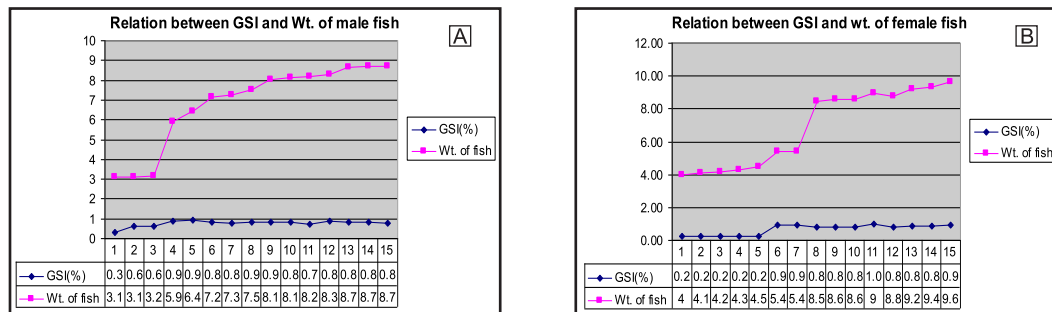 Relation between GSI and Wt. of male fish
A
10
9
8
7
6
5
4
3
2
1
0
GSI(%)
Wt. of fish
1 2 3 4 5 6 7 8 9 10 11 12 13 14 15
GSI(%) 0.3 0.6 0.6 0.9 0.9 0.8 0.8 0.9 0.9 0.8 0.7 0.8 0.8 0.8 0.8
Wt. of fish 3.1 3.1 3.2 5.9 6.4 7.2 7.3 7.5 8.1 8.1 8.2 8.3 8.7 8.7 8.7
Relation between GSI and wt. of female fish
B
12.00
10.00
8.00
6.00
4.00
2.00
0.00
GSI(%)
Wt. of fish
1 2 3 4 5 6 7 8 9 10 11 12 13 14 15
GSI(%) 0.2 0.2 0.2 0.2 0.2 0.9 0.9 0.8 0.8 0.8 1.0 0.8 0.8 0.8 0.9
Wt. of fish 4 4.1 4.2 4.3 4.5 5.4 5.4 8.5 8.6 8.6 9 8.8 9.2 9.4 9.6